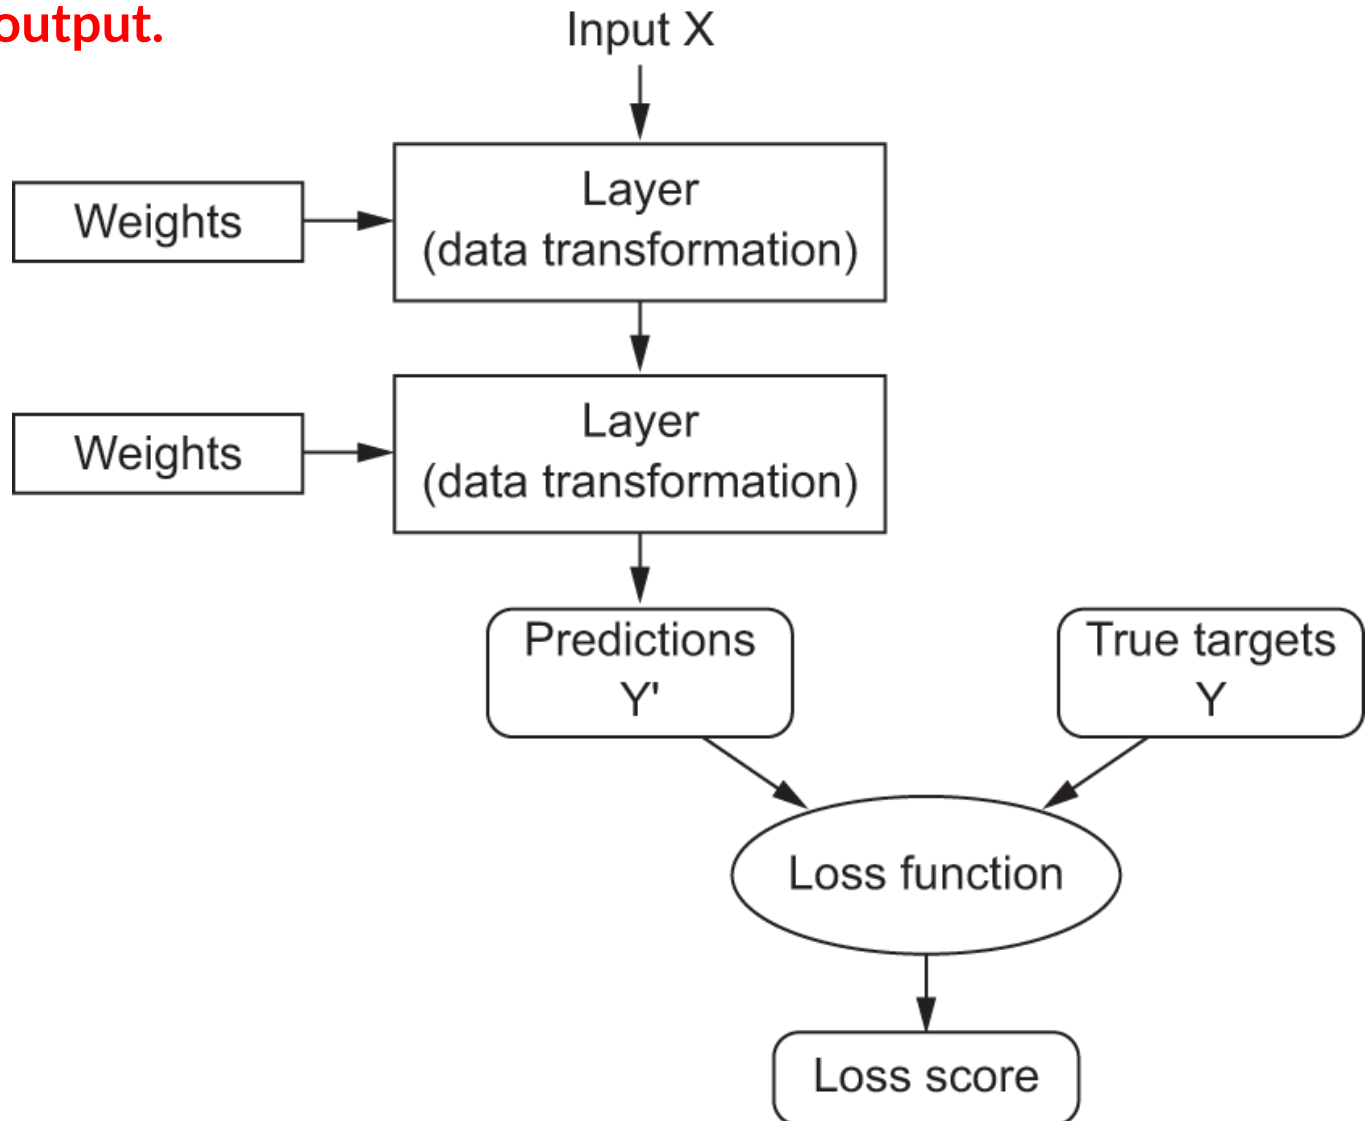 output.
Input X
Weights
Layer
(data transformation)
Weights
Layer
(data transformation)
Predictions
Y'
True targets
Y
Loss function
Loss score